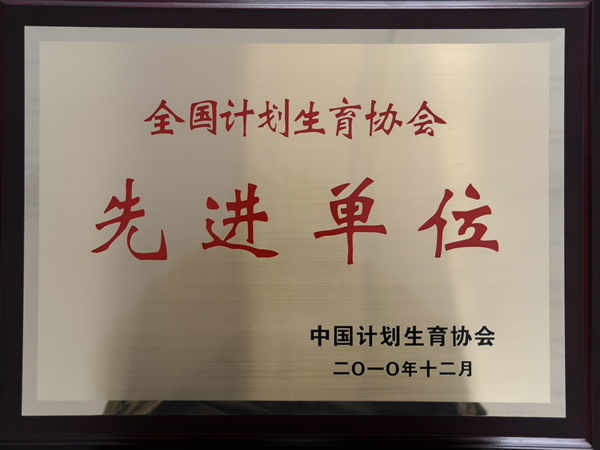 全国计划生育协会
先进单位
中国计划生育协会
二〇一〇年十二月